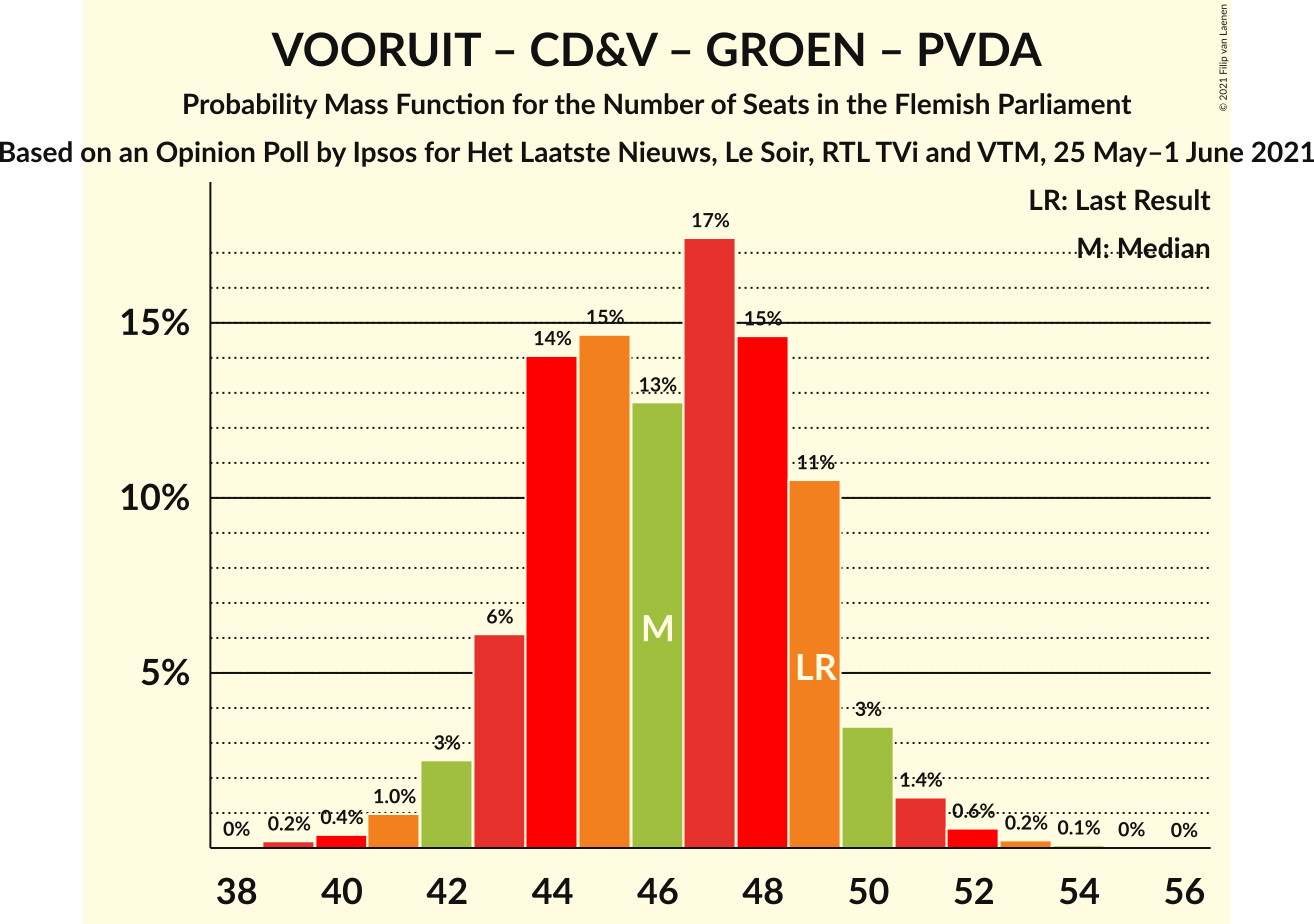 VOORUIT – CD&V – GROEN – PVDA
Probability Mass Function for the Number of Seats in the Flemish Parliament
Based on an Opinion Poll by Ipsos for Het Laatste Nieuws, Le Soir, RTL TVi and VTM, 25 May–1 June 2021
© 2021 Filip van Laenen
LR: Last Result
M: Median
15%
10%
5%
0%
0.2%
0.4%
1.0%
3%
6%
14%
15%
13%
17%
15%
11%
3%
1.4%
0.6%
0.2%
0.1%
0%
0%
M
LR
38 40 42 44 46 48 50 52 54 56